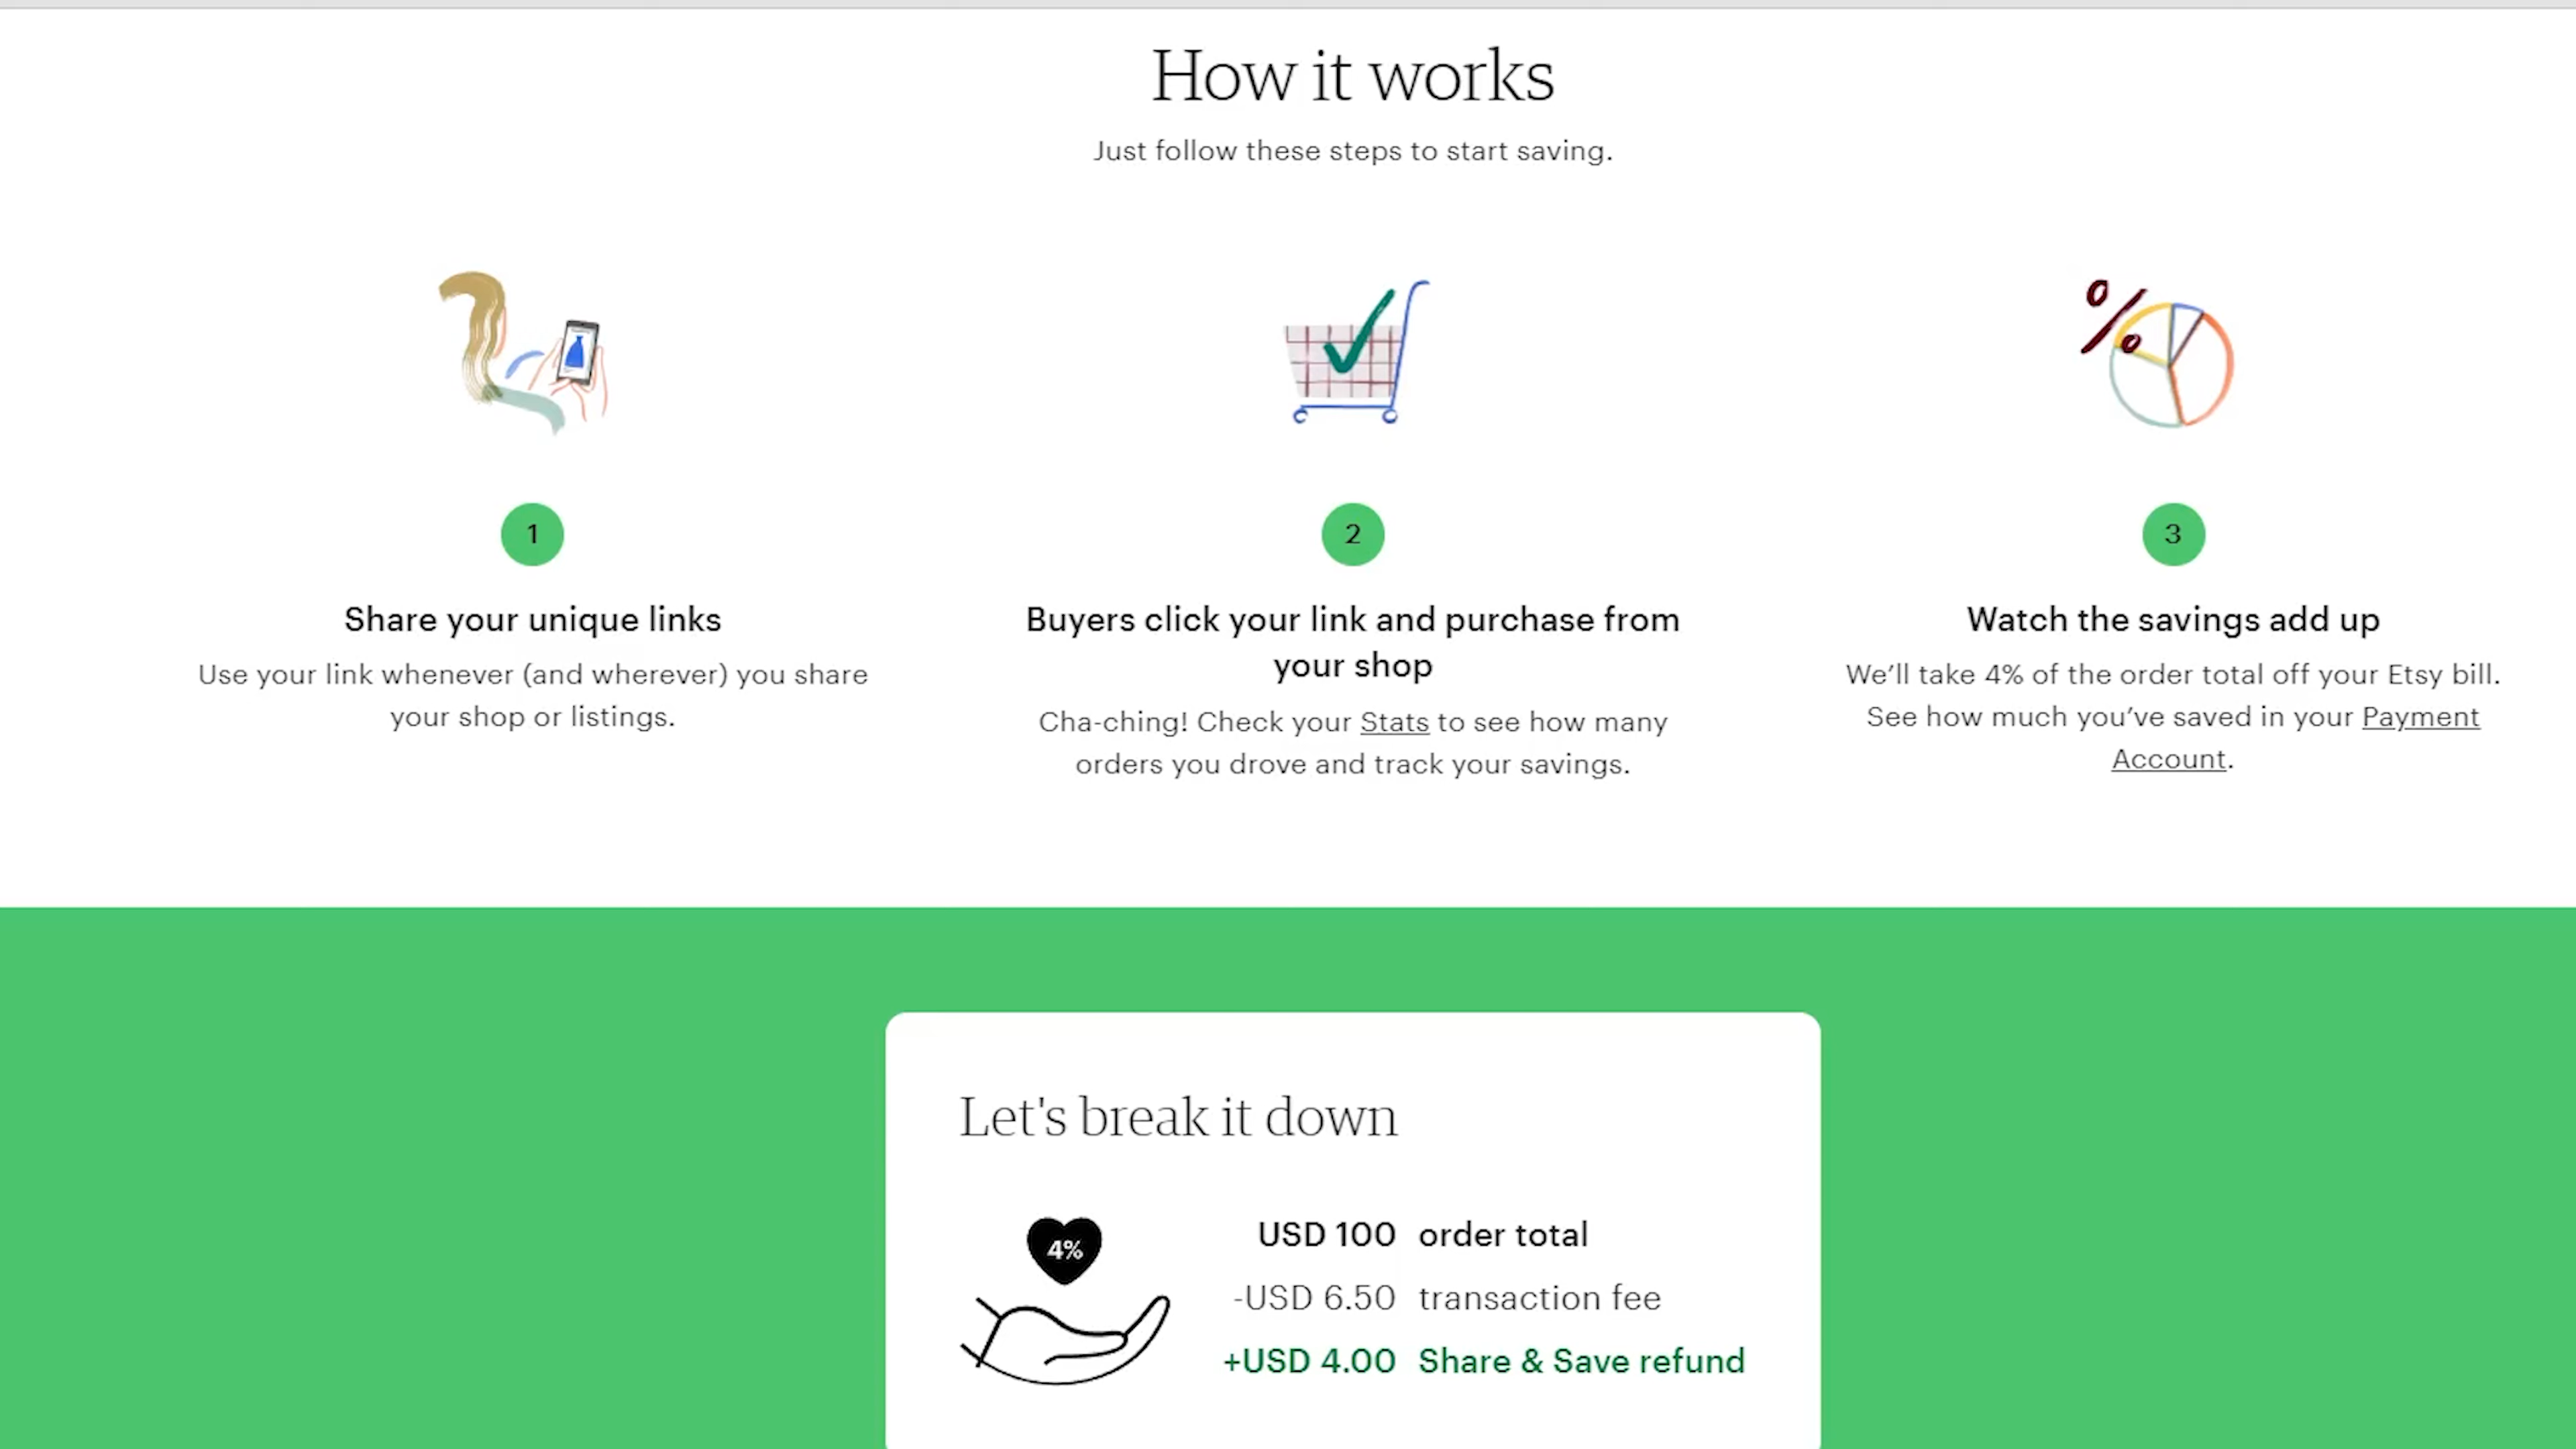 How it works
Just follow these steps to start saving.
1
Share your unique links
Use your link whenever (and wherever) you share
your shop or listings.
2
Buyers click your link and purchase from
your shop
Cha-ching! Check your Stats to see how many
orders you drove and track your savings.
%
3
Watch the savings add up
We’ll take 4% of the order total off your Etsy bill.
See how much you’ve saved in your Payment
Account.
Let's break it down
4%
USD 100 order total
-USD 6.50 transaction fee
+USD 4.00 Share & Save refund